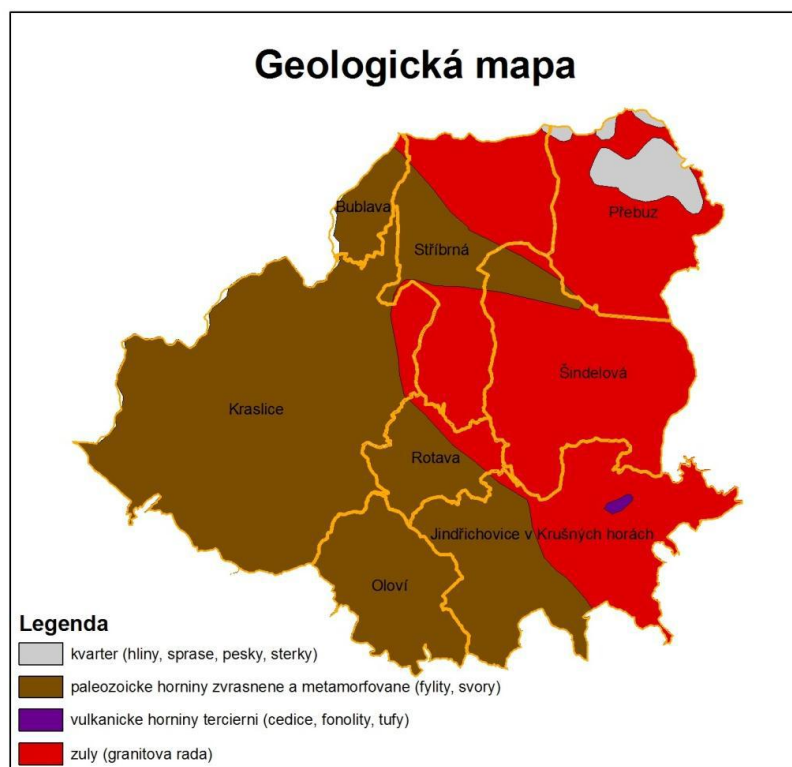 Geologická mapa
Bublava
Přebuz
Stříbrná
Šindelová
Kraslice
Rotava
Jindřichovice v Krušných horách
Oloví
Legenda
kvarter (hliny, sprase, pesky, sterky)
paleozoicke horniny zvrasnene a metamorfovane (fylity, svory)
vulkanicke horniny tercierni (cedice, fonolity, tufy)
zuly (granitova rada)